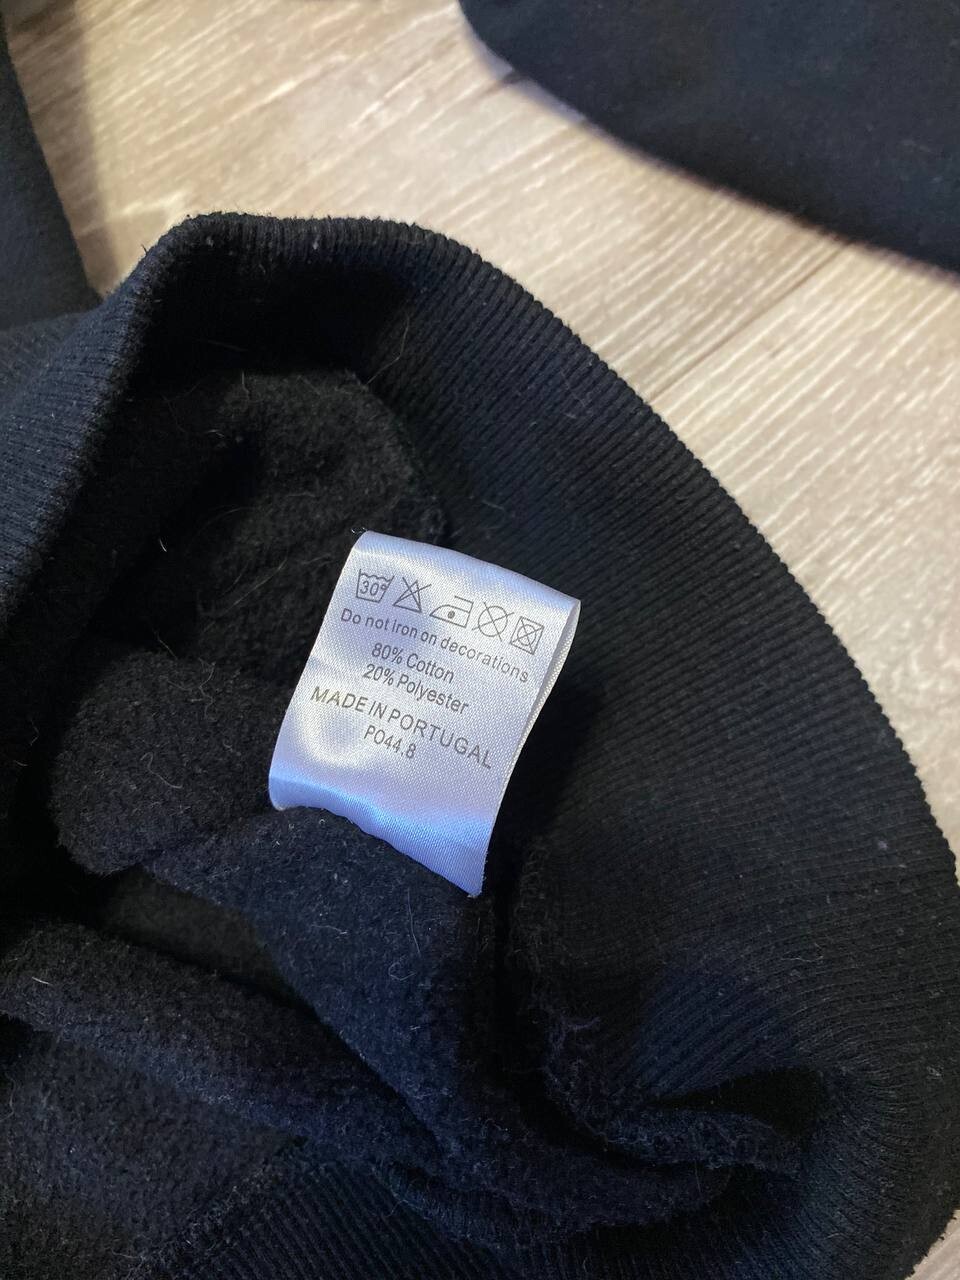 30°
Do not iron on decorations
80% Cotton
20% Polyester
MADE IN PORTUGAL
P044.8